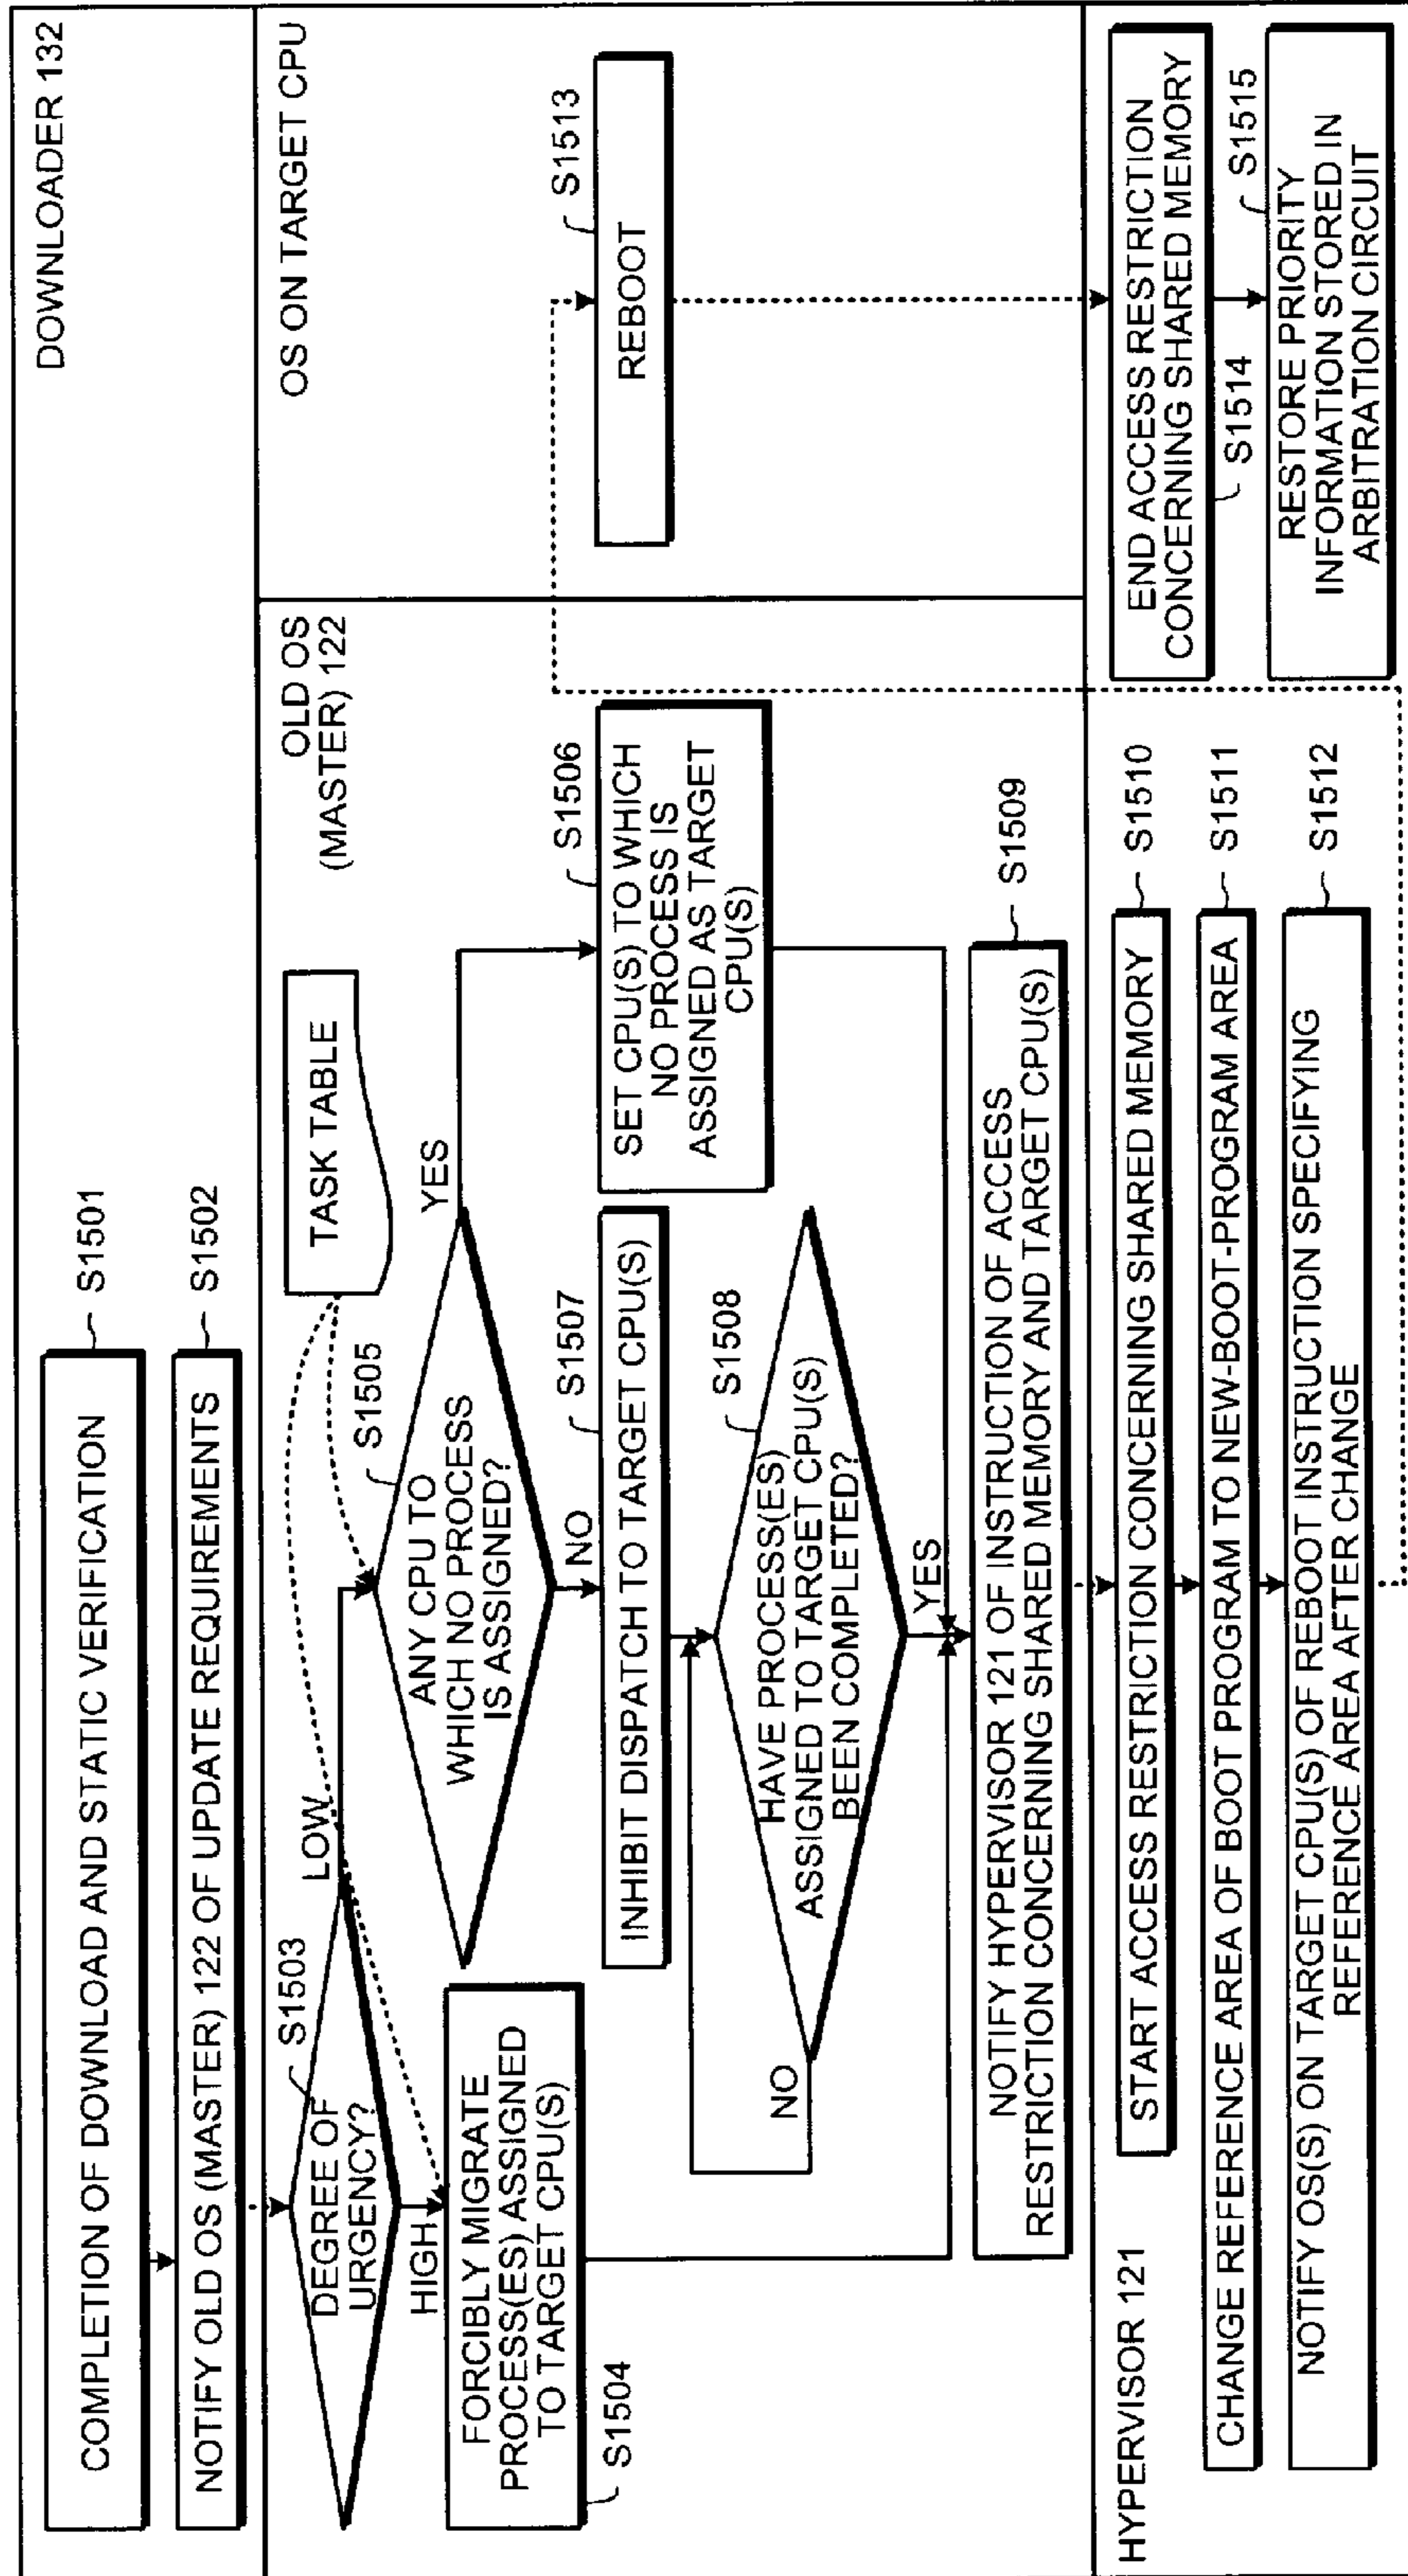 DOWNLOADER 132
COMPLETION OF DOWNLOAD AND STATIC VERIFICATION
S1501
NOTIFY OLD OS (MASTER) 122 OF UPDATE REQUIREMENTS
S1502
OLD OS
(MASTER) 122
TASK TABLE
S1503
DEGREE OF
URGENCY?
LOW
HIGH
FORCIBLY MIGRATE
PROCESS(ES) ASSIGNED
TO TARGET CPU(S)
S1504
S1505
ANY CPU TO
WHICH NO PROCESS
IS ASSIGNED?
YES
NO
S1506
SET CPU(S) TO WHICH
NO PROCESS IS
ASSIGNED AS TARGET
CPU(S)
S1507
INHIBIT DISPATCH TO TARGET CPU(S)
S1508
HAVE PROCESS(ES)
ASSIGNED TO TARGET CPU(S)
BEEN COMPLETED?
NO
YES
S1509
NOTIFY HYPERVISOR 121 OF INSTRUCTION OF ACCESS
RESTRICTION CONCERNING SHARED MEMORY AND TARGET CPU(S)
OS ON TARGET CPU
S1513
REBOOT
HYPERVISOR 121
START ACCESS RESTRICTION CONCERNING SHARED MEMORY
S1510
CHANGE REFERENCE AREA OF BOOT PROGRAM TO NEW-BOOT-PROGRAM AREA
S1511
NOTIFY OS(S) ON TARGET CPU(S) OF REBOOT INSTRUCTION SPECIFYING
REFERENCE AREA AFTER CHANGE
S1512
END ACCESS RESTRICTION
CONCERNING SHARED MEMORY
S1514
S1515
RESTORE PRIORITY
INFORMATION STORED IN
ARBITRATION CIRCUIT